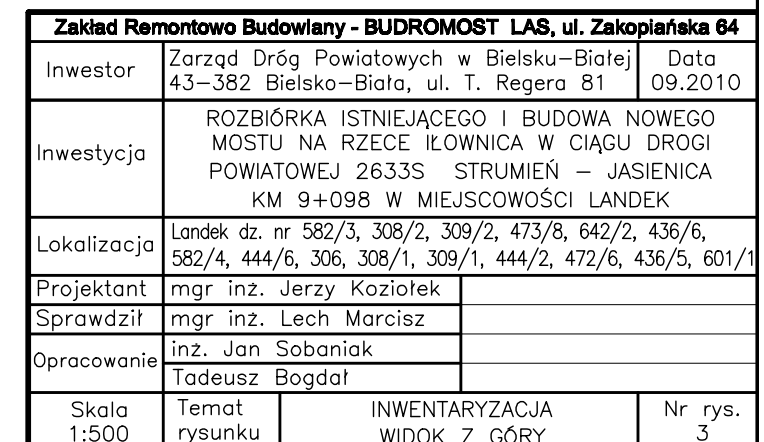 Zakład Remontowo Budowlany - BUDROMOST LAS, ul. Zakopiańska 64
Inwestor
Zarząd Dróg Powiatowych w Bielsku–Białej
43–382 Bielsko–Biała, ul. T. Regera 81
Data
09.2010
Inwestycja
ROZBIÓRKA ISTNIEJĄCEGO I BUDOWA NOWEGO
MOSTU NA RZECE IŁOWNICA W CIĄGU DROGI
POWIATOWEJ 2633S STRUMIEŃ – JASIENICA
KM 9+098 W MIEJSCOWOŚCI LANDEK
Lokalizacja
Landek dz. nr 582/3, 308/2, 309/2, 473/8, 642/2, 436/6,
582/4, 444/6, 306, 308/1, 309/1, 444/2, 472/6, 436/5, 601/1
Projektant
mgr inż. Jerzy Koziołek
Sprawdził
mgr inż. Lech Marcisz
Opracowanie
inż. Jan Sobaniak
Tadeusz Bogdał
Skala
1:500
Temat
rysunku
INWENTARYZACJA
WIDOK Z GÓRY
Nr rys.
3